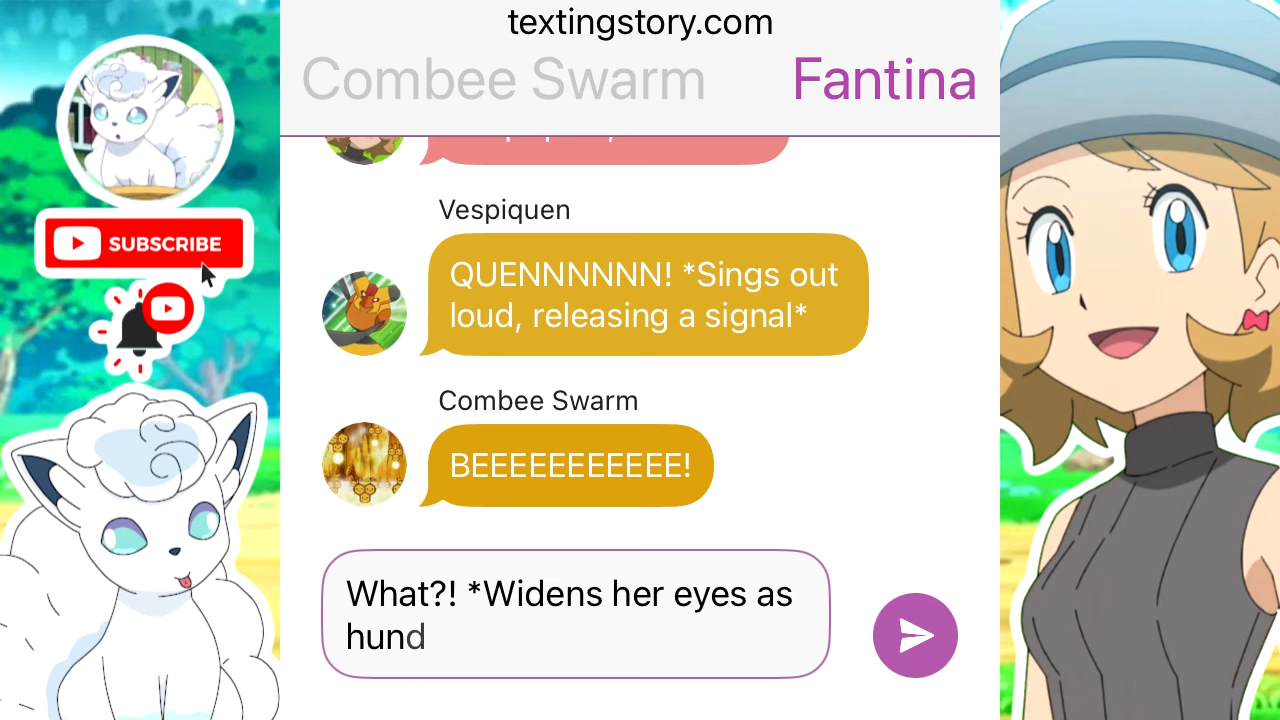 textingstory.com
Combee Swarm Fantina
Vespiquen
QUENNNNNN! *Sings out
loud, releasing a signal*
SUBSCRIBE
Combee Swarm
BEEEEEEEEEEE!
What?! *Widens her eyes as
hund